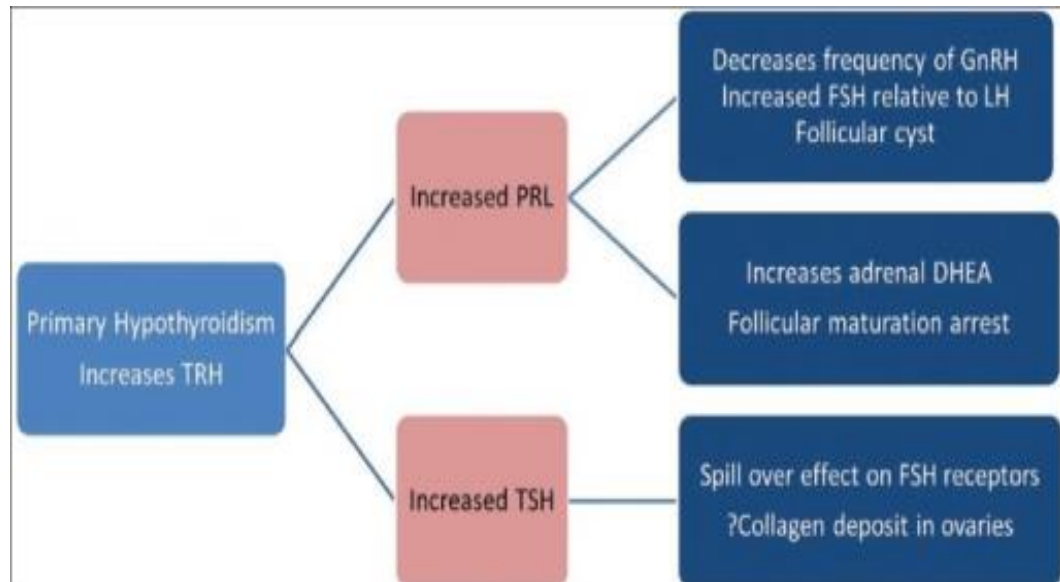 Primary Hypothyroidism
Increases TRH
Increased PRL
Increased TSH
Decreases frequency of GnRH
Increased FSH relative to LH
Follicular cyst
Increases adrenal DHEA
Follicular maturation arrest
Spill over effect on FSH receptors
?Collagen deposit in ovaries